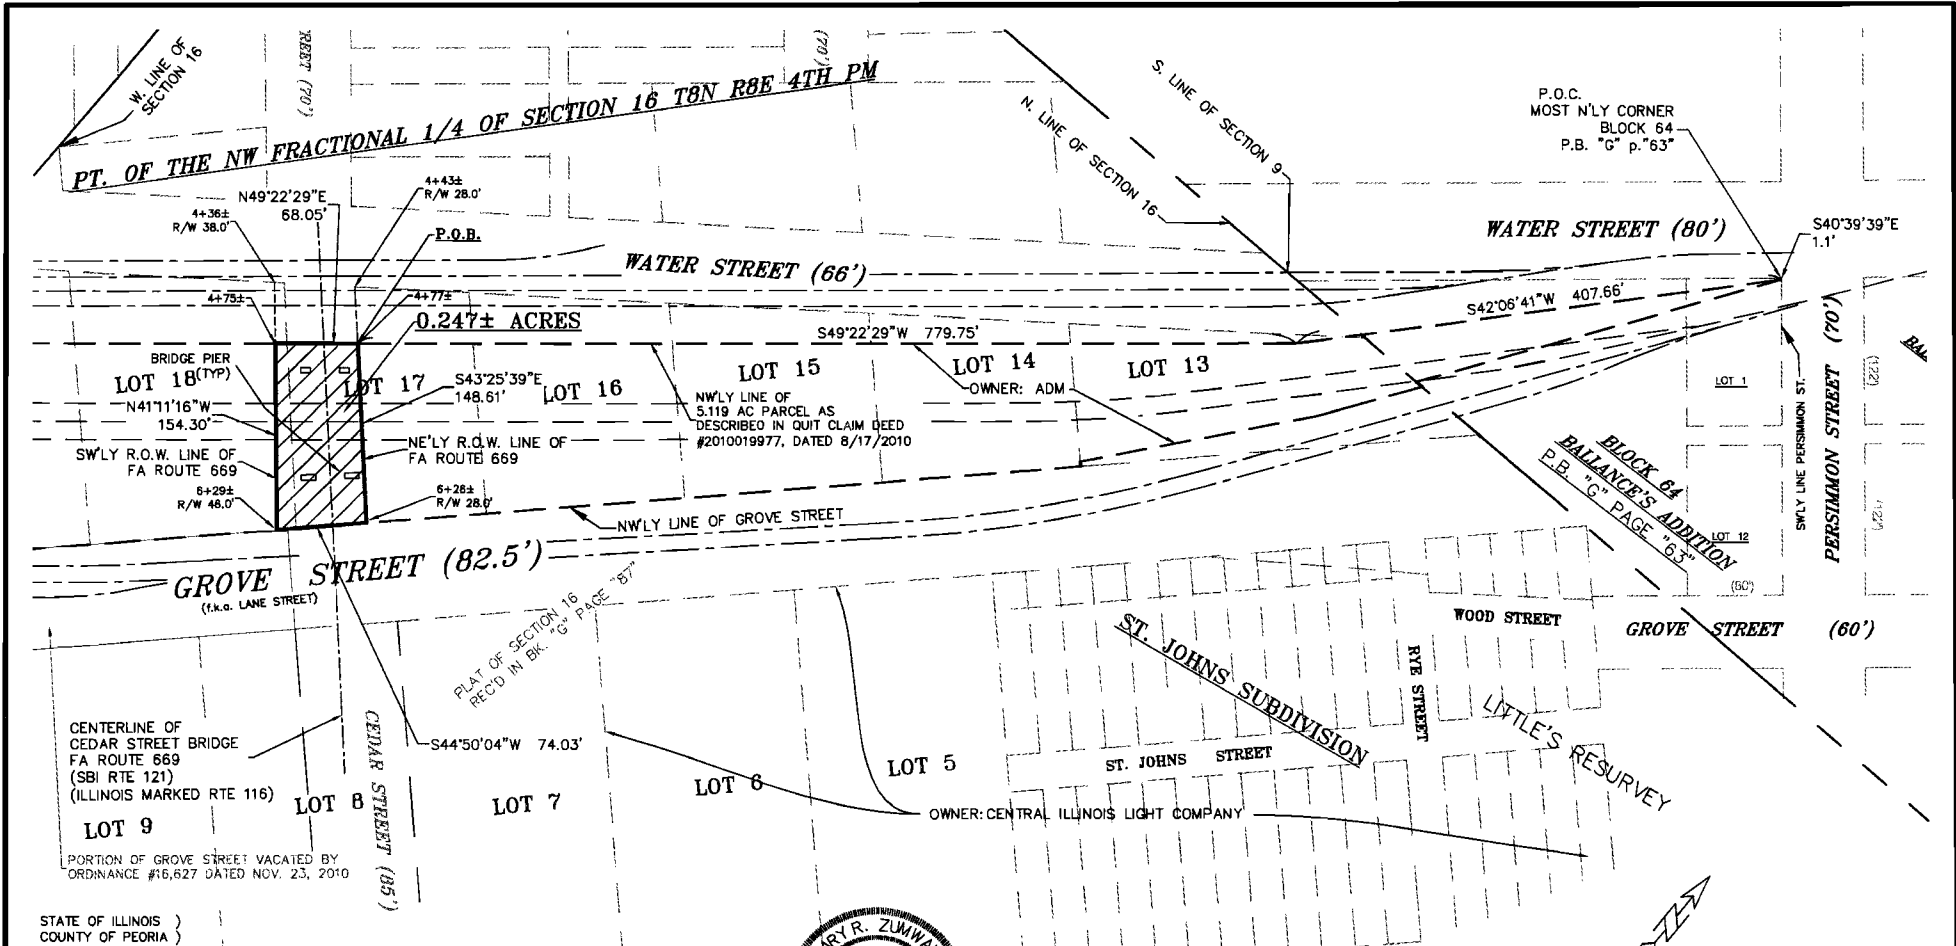 W. LINE OF
SECTION 16
REET (70')
(70')
PT. OF THE NW FRACTIONAL 1/4 OF SECTION 16 T8N R8E 4TH PM
S. LINE OF SECTION 9
N. LINE OF SECTION 16
P.O.C.
MOST N'LY CORNER
BLOCK 64
P.B. "G" p."63"
N49°22'29"E
68.05'
4+43±
R/W 28.0'
4+36±
R/W 38.0'
P.O.B.
WATER STREET (66')
WATER STREET (80')
S40°39'39"E
1.1'
4+75±
4+77±
0.247± ACRES
S42°06'41"W 407.66'
S49°22'29"W 779.75'
BRIDGE PIER
(TYP)
LOT 18
LOT 17
LOT 16
LOT 15
LOT 14
LOT 13
S43°25'39"E
148.61'
OWNER: ADM
N41°11'16"W
154.30'
NW'LY LINE OF
5.119 AC PARCEL AS
DESCRIBED IN QUIT CLAIM DEED
#2010019977, DATED 8/17/2010
SW'LY R.O.W. LINE OF
FA ROUTE 669
NE'LY R.O.W. LINE OF
FA ROUTE 669
6+29±
R/W 46.0'
6+28±
R/W 28.0'
NW'LY LINE OF GROVE STREET
GROVE STREET (82.5')
(f.k.a. LANE STREET)
PLAT OF SECTION 16
REC'D IN BK. "G" PAGE "87"
LOT 1
(122')
SW'LY LINE PERSIMMON ST.
PERSIMMON STREET (70')
BLOCK 64
BALLANCE'S ADDITION
P.B. "G" PAGE "63"
LOT 12
(122')
(60')
WOOD STREET
GROVE STREET (60')
ST. JOHNS SUBDIVISION
RYE STREET
LITTLE'S RESURVEY
ST. JOHNS STREET
CENTERLINE OF
CEDAR STREET BRIDGE
FA ROUTE 669
(SBI RTE 121)
(ILLINOIS MARKED RTE 116)
CEDAR STREET (85')
S44°50'04"W 74.03'
LOT 9
LOT 8
LOT 7
LOT 6
LOT 5
OWNER: CENTRAL ILLINOIS LIGHT COMPANY
PORTION OF GROVE STREET VACATED BY
ORDINANCE #16,627 DATED NOV. 23, 2010
STATE OF ILLINOIS )
COUNTY OF PEORIA )
ARY R. ZUMWA